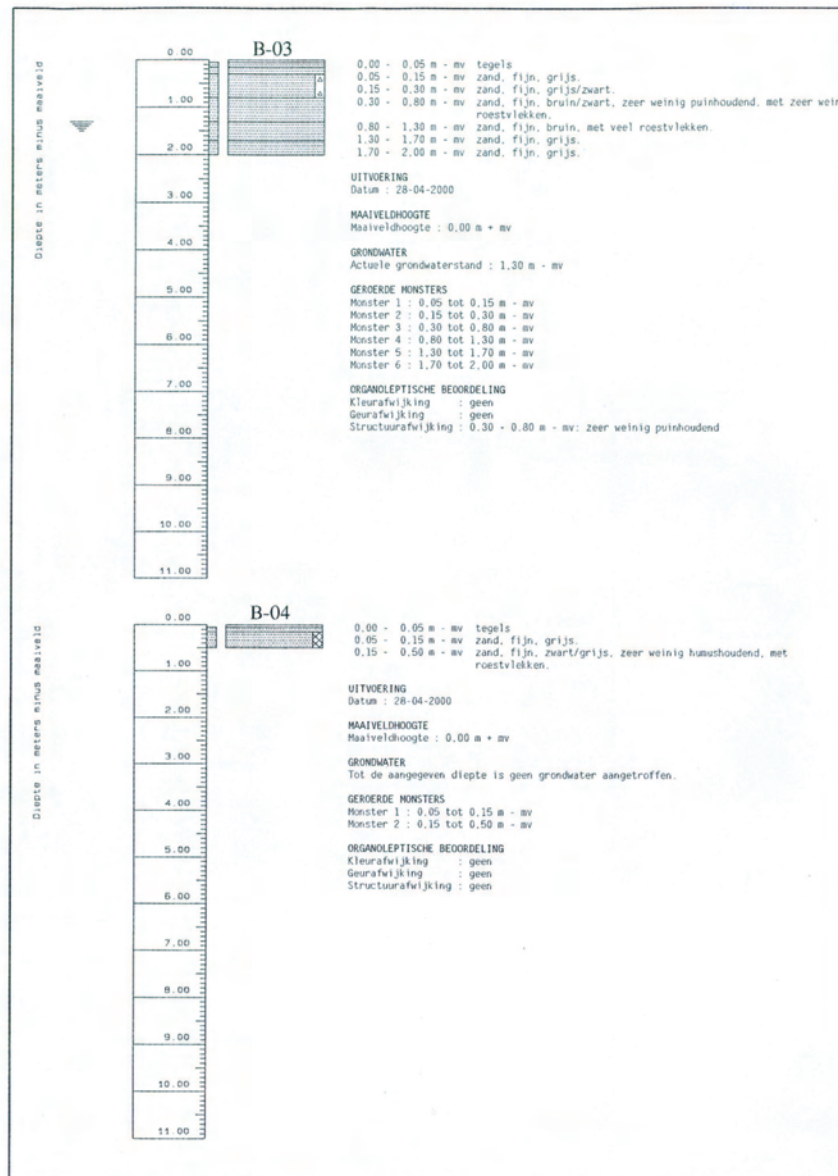 B-03
Diepte in meters minus maaiveld
0.00
1.00
2.00
3.00
4.00
5.00
6.00
7.00
8.00
9.00
10.00
11.00
0,00 - 0,05 m - mv tegels
0,05 - 0,15 m - mv zand, fijn, grijs.
0,15 - 0,30 m - mv zand, fijn, grijs/zwart.
0,30 - 0,80 m - mv zand, fijn, bruin/zwart, zeer weinig puinhoudend, met zeer
roestvlekken.
0,80 - 1,30 m - mv zand, fijn, bruin, met veel roestvlekken.
1,30 - 1,70 m - mv zand, fijn, grijs.
1,70 - 2,00 m - mv zand, fijn, grijs.
UITVOERING
Datum : 28-04-2000
MAAIVELDHOOGTE
Maaiveldhoogte : 0,00 m + mv
GRONDWATER
Actuele grondwaterstand : 1,30 m - mv
GEROERDE MONSTERS
Monster 1 : 0,05 tot 0,15 m - mv
Monster 2 : 0,15 tot 0,30 m - mv
Monster 3 : 0,30 tot 0,80 m - mv
Monster 4 : 0,80 tot 1,30 m - mv
Monster 5 : 1,30 tot 1,70 m - mv
Monster 6 : 1,70 tot 2,00 m - mv
ORGANOLEPTISCHE BEOORDELING
Kleurafwijking : geen
Geurafwijking : geen
Structuurafwijking : 0.30 - 0.80 m - mv: zeer weinig puinhoudend
B-04
Diepte in meters minus maaiveld
0.00
1.00
2.00
3.00
4.00
5.00
6.00
7.00
8.00
9.00
10.00
11.00
0,00 - 0,05 m - mv tegels
0,05 - 0,15 m - mv zand, fijn, grijs.
0,15 - 0,50 m - mv zand, fijn, zwart/grijs, zeer weinig humushoudend, met
roestvlekken.
UITVOERING
Datum : 28-04-2000
MAAIVELDHOOGTE
Maaiveldhoogte : 0,00 m + mv
GRONDWATER
Tot de aangegeven diepte is geen grondwater aangetroffen.
GEROERDE MONSTERS
Monster 1 : 0,05 tot 0,15 m - mv
Monster 2 : 0,15 tot 0,50 m - mv
ORGANOLEPTISCHE BEOORDELING
Kleurafwijking : geen
Geurafwijking : geen
Structuurafwijking : geen